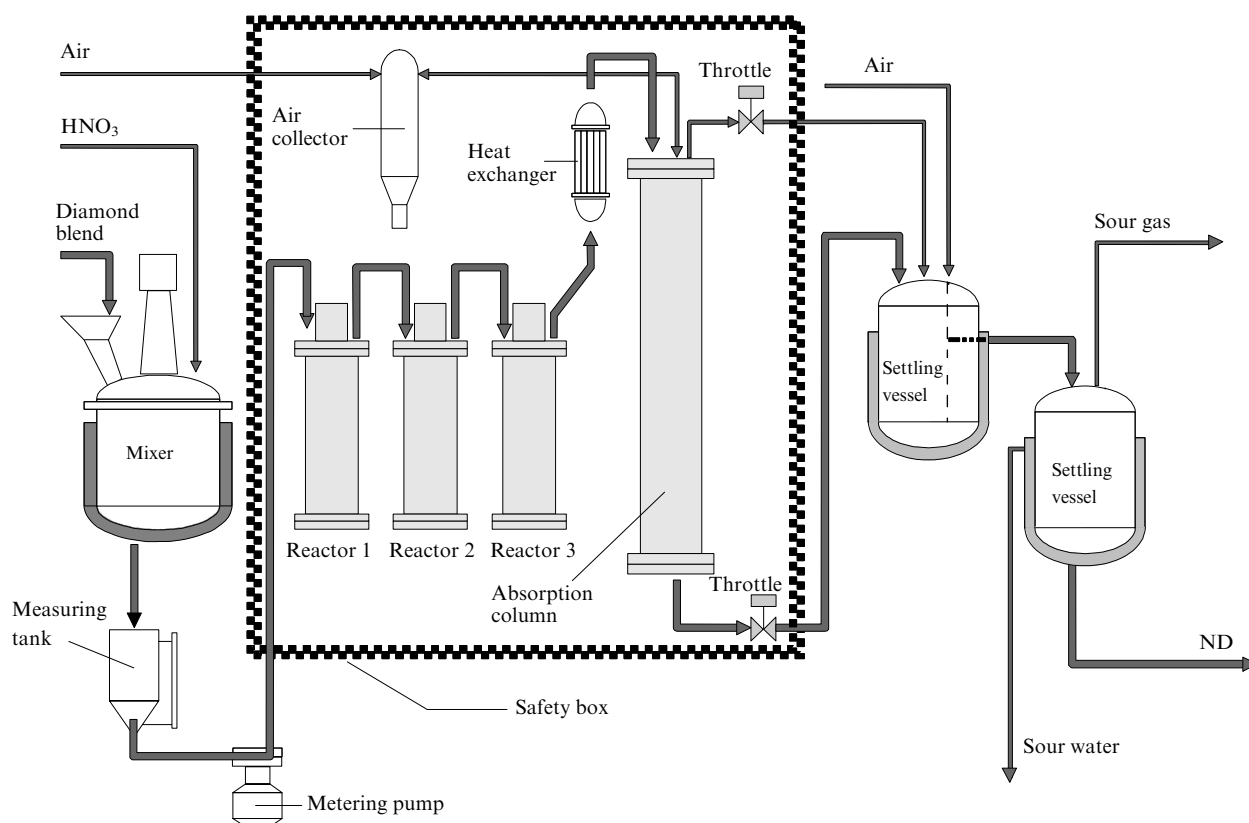 Air
HNO₃
Diamond
blend
Mixer
Measuring
tank
Metering pump
Safety box
Air
collector
Heat
exchanger
Reactor 1
Reactor 2
Reactor 3
Absorption
column
Throttle
Throttle
Air
Settling
vessel
Settling
vessel
Sour gas
ND
Sour water